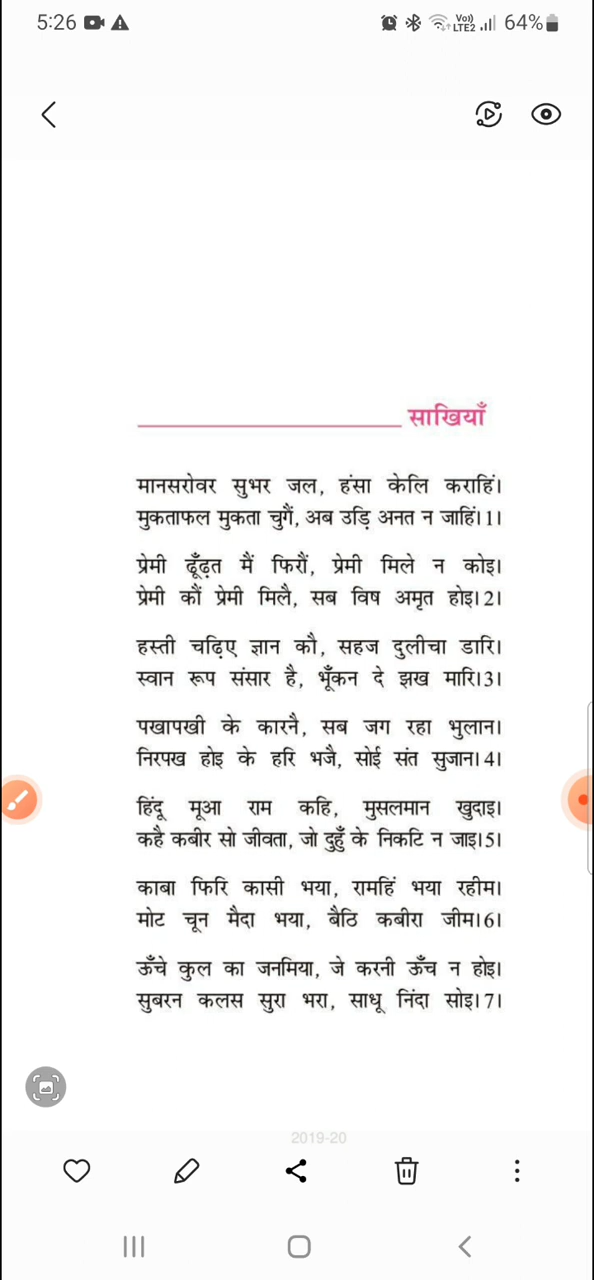 5:26
Vo))
LTE2
64%
साखियाँ
मानसरोवर सुभर जल, हंसा केलि कराहिं।
मुकताफल मुकता चुगैं, अब उड़ि अनत न जाहिं।1।
प्रेमी ढूँढ़त मैं फिरौं, प्रेमी मिले न कोइ।
प्रेमी कौं प्रेमी मिलै, सब विष अमृत होइ।2।
हस्ती चढ़िए ज्ञान कौ, सहज दुलीचा डारि।
स्वान रूप संसार है, भूँकन दे झख मारि।3।
पखापखी के कारनै, सब जग रहा भुलान।
निरपख होइ के हरि भजै, सोई संत सुजान।4।
हिंदू मूआ राम कहि, मुसलमान खुदाइ।
कहै कबीर सो जीवता, जो दुहुँ के निकटि न जाइ।5।
काबा फिरि कासी भया, रामहिं भया रहीम।
मोट चून मैदा भया, बैठि कबीरा जीम।6।
ऊँचे कुल का जनमिया, जे करनी ऊँच न होइ।
सुबरन कलस सुरा भरा, साधू निंदा सोइ।7।
2019-20